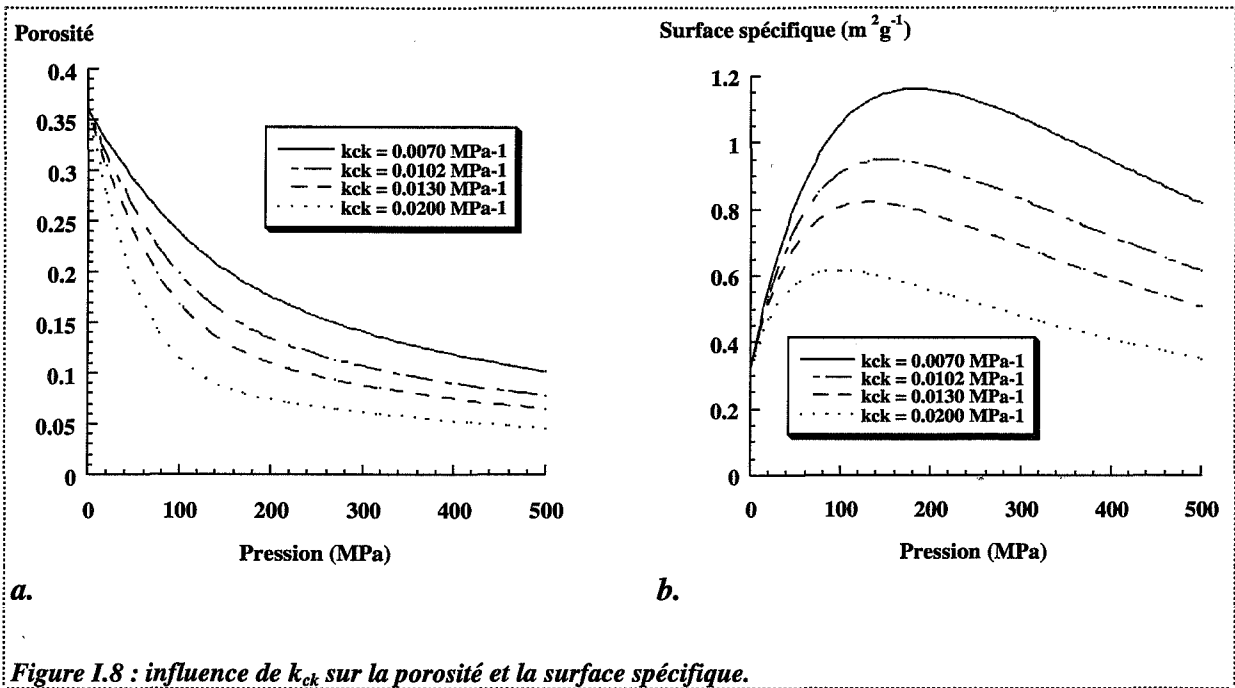 Porosité
0.4
0.35
0.3
0.25
0.2
0.15
0.1
0.05
0
kck = 0.0070 MPa-1
kck = 0.0102 MPa-1
kck = 0.0130 MPa-1
kck = 0.0200 MPa-1
0 100 200 300 400 500
Pression (MPa)
a.
Surface spécifique (m²g⁻¹)
1.2
1
0.8
0.6
0.4
0.2
0
kck = 0.0070 MPa-1
kck = 0.0102 MPa-1
kck = 0.0130 MPa-1
kck = 0.0200 MPa-1
0 100 200 300 400 500
Pression (MPa)
b.
Figure I.8 : influence de kck sur la porosité et la surface spécifique.